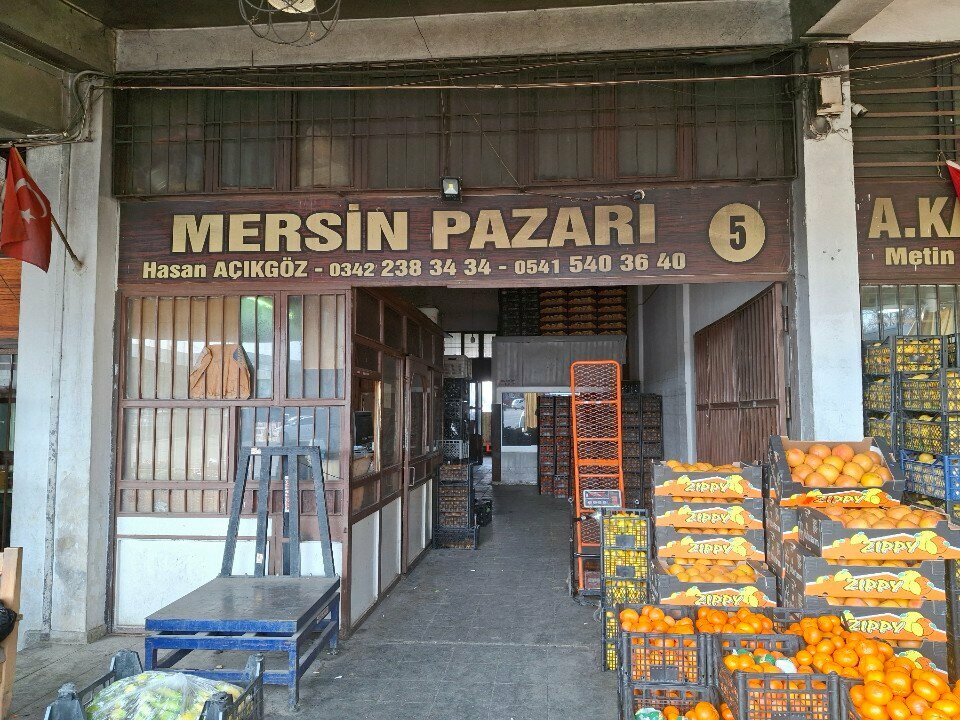 MERSİN PAZARI
5
Hasan AÇIKGÖZ - 0342 238 34 34 - 0541 540 36 40
A.KA
Metin
ZIPPY
ZIPPY
ZIPPY
ZIPPY
ZIPPY
ZIPPY
ZIPPY